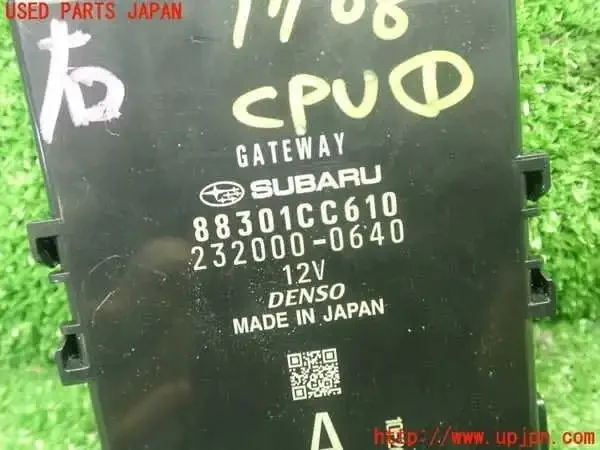 USED PARTS JAPAN
右
CPU①
GATEWAY
SUBARU
88301CC610
232000-0640
12V
DENSO
MADE IN JAPAN
A
http://www.upjpn.com/